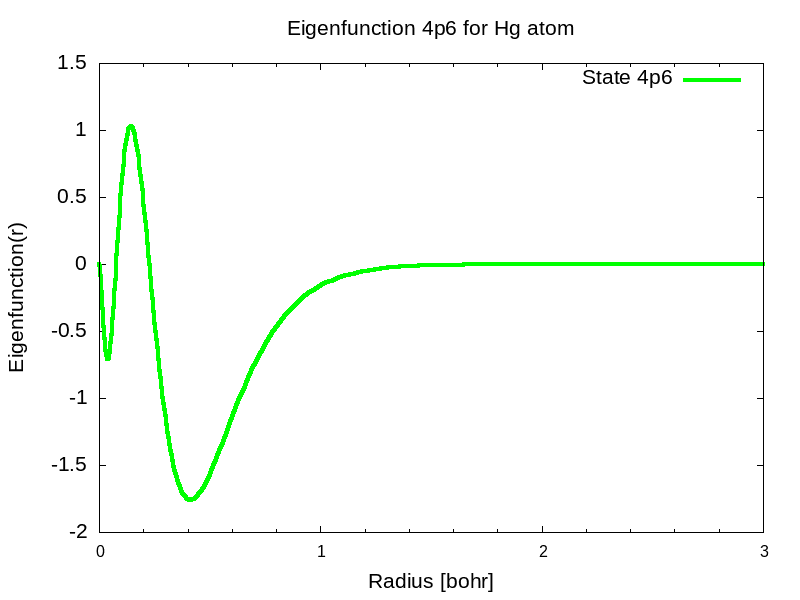 Eigenfunction 4p6 for Hg atom
State 4p6
1.5
1
0.5
0
-0.5
-1
-1.5
-2
Eigenfunction(r)
0 1 2 3
Radius [bohr]